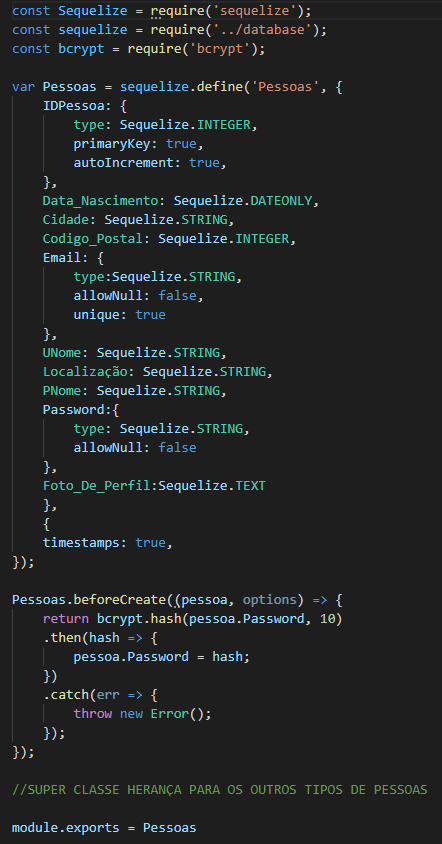 const Sequelize = require('sequelize');
const sequelize = require('../database');
const bcrypt = require('bcrypt');
var Pessoas = sequelize.define('Pessoas', {
IDPessoa: {
type: Sequelize.INTEGER,
primaryKey: true,
autoIncrement: true,
},
Data_Nascimento: Sequelize.DATEONLY,
Cidade: Sequelize.STRING,
Codigo_Postal: Sequelize.INTEGER,
Email: {
type:Sequelize.STRING,
allowNull: false,
unique: true
},
UNome: Sequelize.STRING,
Localização: Sequelize.STRING,
PNome: Sequelize.STRING,
Password:{
type: Sequelize.STRING,
allowNull: false
},
Foto_De_Perfil:Sequelize.TEXT
},
{
timestamps: true,
});
Pessoas.beforeCreate((pessoa, options) => {
return bcrypt.hash(pessoa.Password, 10)
.then(hash => {
pessoa.Password = hash;
})
.catch(err => {
throw new Error();
});
});
//SUPER CLASSE HERANÇA PARA OS OUTROS TIPOS DE PESSOAS
module.exports = Pessoas